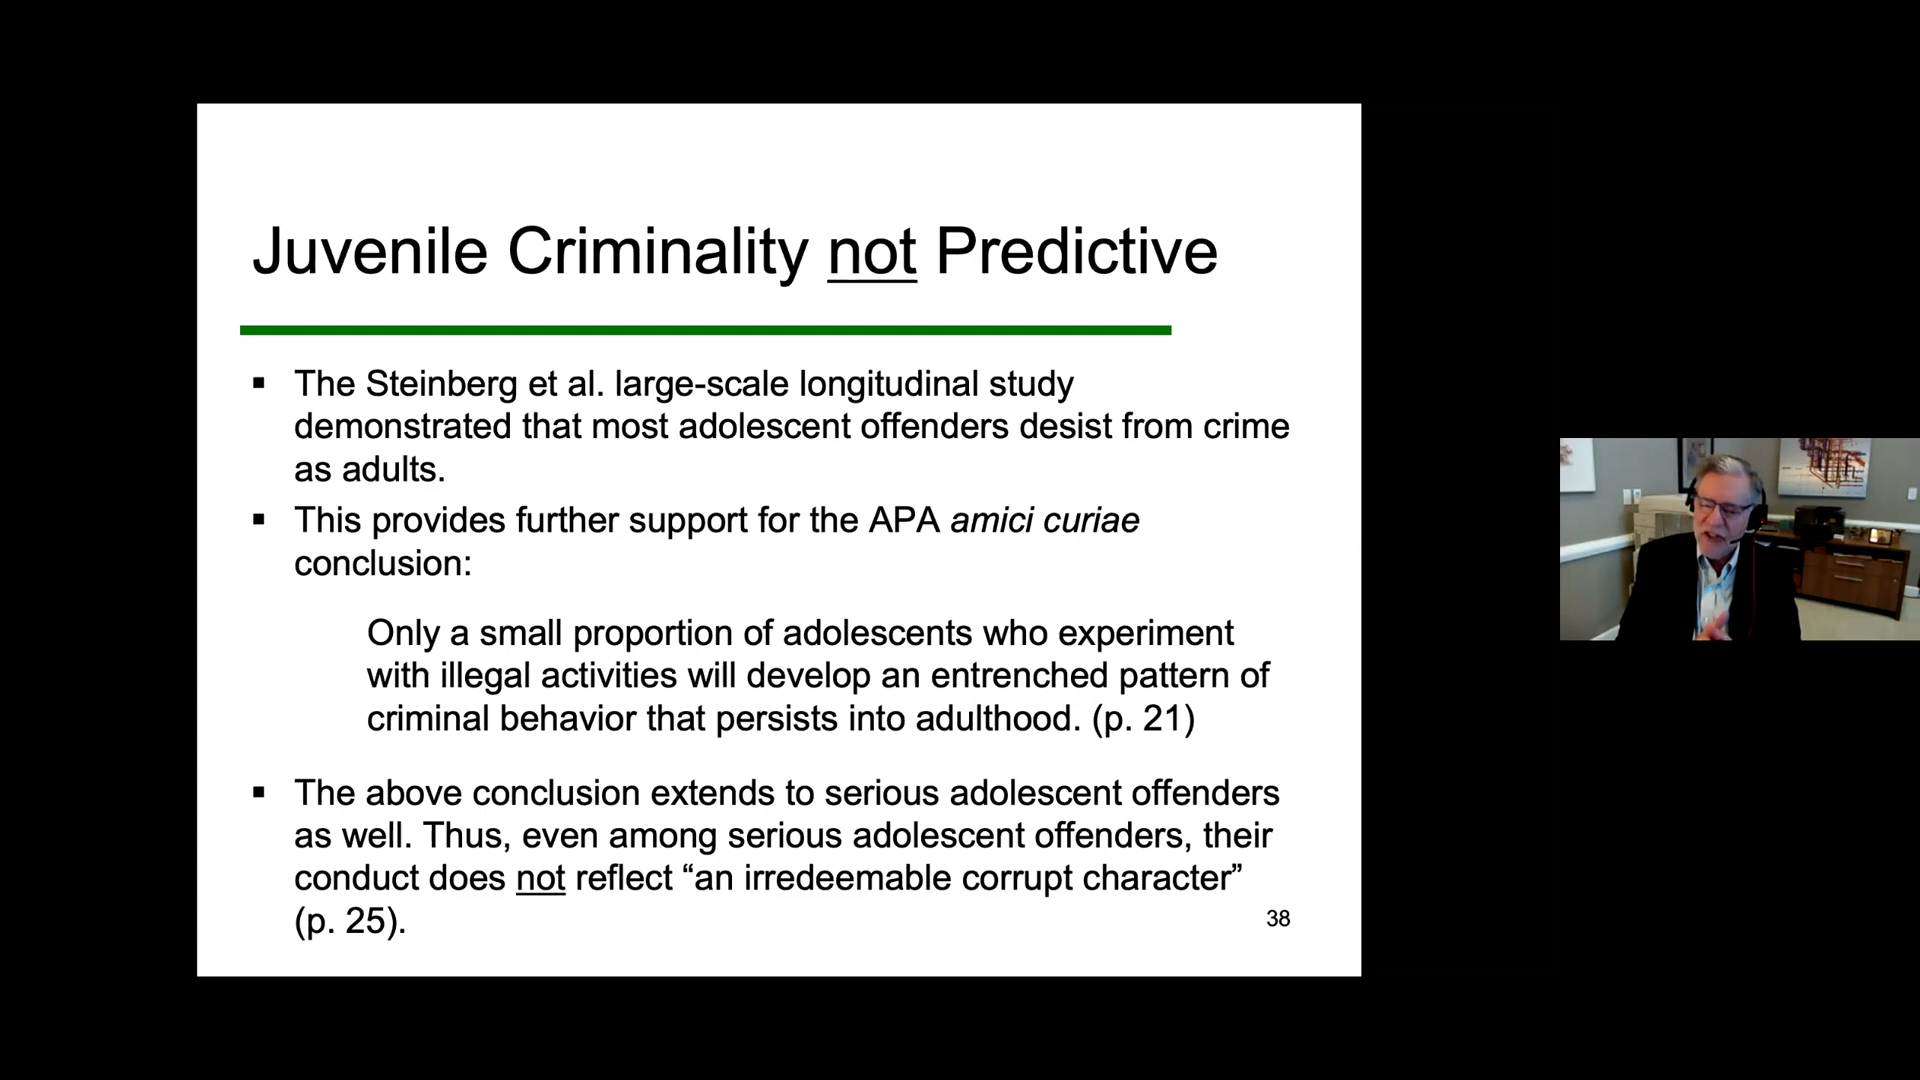 Juvenile Criminality not Predictive
▪ The Steinberg et al. large-scale longitudinal study
demonstrated that most adolescent offenders desist from crime
as adults.
▪ This provides further support for the APA amici curiae
conclusion:
Only a small proportion of adolescents who experiment
with illegal activities will develop an entrenched pattern of
criminal behavior that persists into adulthood. (p. 21)
▪ The above conclusion extends to serious adolescent offenders
as well. Thus, even among serious adolescent offenders, their
conduct does not reflect “an irredeemable corrupt character”
(p. 25).
38